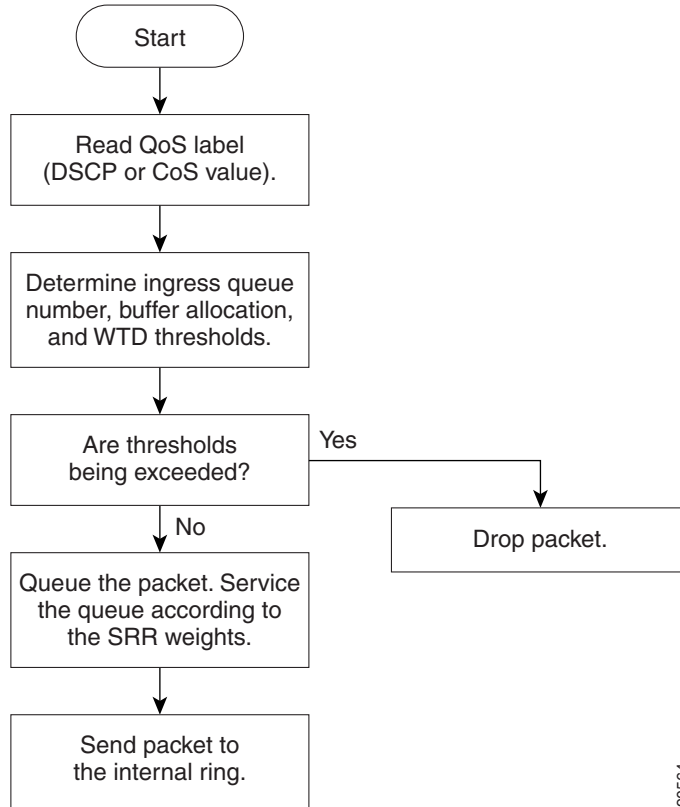 Start
Read QoS label
(DSCP or CoS value).
Determine ingress queue
number, buffer allocation,
and WTD thresholds.
Are thresholds
being exceeded?
Yes
No
Drop packet.
Queue the packet. Service
the queue according to
the SRR weights.
Send packet to
the internal ring.